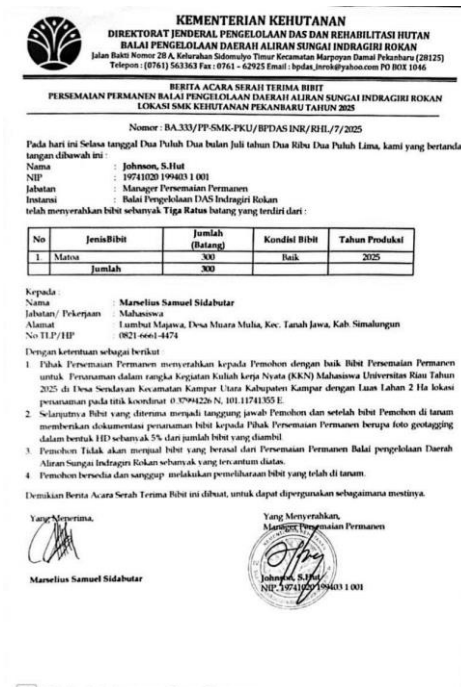 KEMENTERIAN KEHUTANAN
DIREKTORAT JENDERAL PENGELOLAAN DAS DAN REHABILITASI HUTAN
BALAI PENGELOLAAN DAERAH ALIRAN SUNGAI INDRAGIRI ROKAN
Jalan Bakti Nomor 28 A, Kelurahan Sidomulyo Timur Kecamatan Marpoyan Damai Pekanbaru (28125)
Telepon : (0761) 563363 Fax : 0761 – 62925 Email : bpdas_inrok@yahoo.com PO BOX 1046
BERITA ACARA SERAH TERIMA BIBIT
PERSEMAIAN PERMANEN BALAI PENGELOLAAN DAERAH ALIRAN SUNGAI INDRAGIRI ROKAN
LOKASI SMK KEHUTANAN PEKANBARU TAHUN 2025
Nomor : BA.333/PP-SMK-PKU/BPDAS INR/RHL/7/2025
Pada hari ini Selasa tanggal Dua Puluh Dua bulan Juli tahun Dua Ribu Dua Puluh Lima, kami yang bertanda
tangan dibawah ini :
Nama : Johnson, S.Hut
NIP : 19741020 199403 1 001
Jabatan : Manager Persemaian Permanen
Instansi : Balai Pengelolaan DAS Indragiri Rokan
telah menyerahkan bibit sebanyak Tiga Ratus batang yang terdiri dari :
No JenisBibit Jumlah (Batang) Kondisi Bibit Tahun Produksi
1. Matoa 300 Baik 2025
Jumlah 300
Kepada :
Nama : Marselius Samuel Sidabutar
Jabatan/ Pekerjaan : Mahasiswa
Alamat : Lumbut Majawa, Desa Muara Mulia, Kec. Tanah Jawa, Kab. Simalungun
No TLP/HP : 0821-6661-4474
Dengan ketentuan sebagai berikut :
1. Pihak Persemaian Permanen menyerahkan kepada Pemohon dengan baik Bibit Persemaian Permanen
untuk Penanaman dalam rangka Kegiatan Kuliah kerja Nyata (KKN) Mahasiswa Universitas Riau Tahun
2025 di Desa Sendayan Kecamatan Kampar Utara Kabupaten Kampar dengan Luas Lahan 2 Ha lokasi
penanaman pada titik koordinat 0.37994226 N, 101.11741355 E.
2. Selanjutnya Bibit yang diterima menjadi tanggung jawab Pemohon dan setelah bibit Pemohon di tanam
memberikan dokumentasi penanaman bibit kepada Pihak Persemaian Permanen berupa foto geotagging
dalam bentuk HD sebanyak 5% dari jumlah bibit yang diambil.
3. Pemohon Tidak akan menjual bibit yang berasal dari Persemaian Permanen Balai pengelolaan Daerah
Aliran Sungai Indragiri Rokan sebanyak yang tercantum diatas.
4. Pemohon bersedia dan sanggup melakukan pemeliharaan bibit yang telah di tanam.
Demikian Berita Acara Serah Terima Bibit ini dibuat, untuk dapat dipergunakan sebagaimana mestinya.
Yang Menerima,
Marselius Samuel Sidabutar
Yang Menyerahkan,
Manager Persemaian Permanen
Johnson, S.Hut
NIP. 19741020 199403 1 001